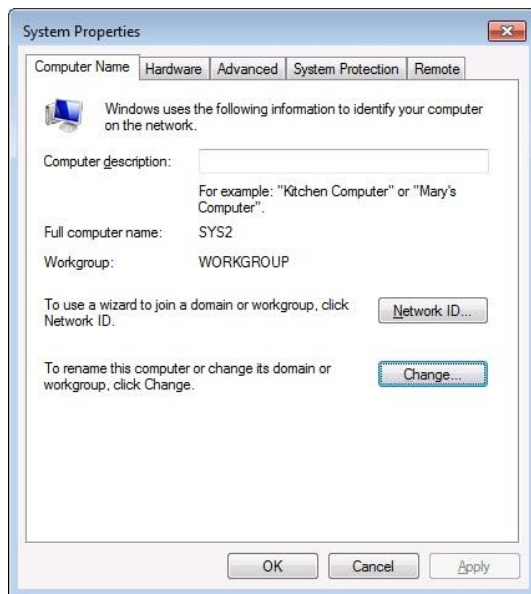 System Properties
Computer Name Hardware Advanced System Protection Remote
Windows uses the following information to identify your computer
on the network.
Computer description:
For example: "Kitchen Computer" or "Mary's
Computer".
Full computer name: SYS2
Workgroup: WORKGROUP
To use a wizard to join a domain or workgroup, click
Network ID.
Network ID...
To rename this computer or change its domain or
workgroup, click Change.
Change...
OK Cancel Apply